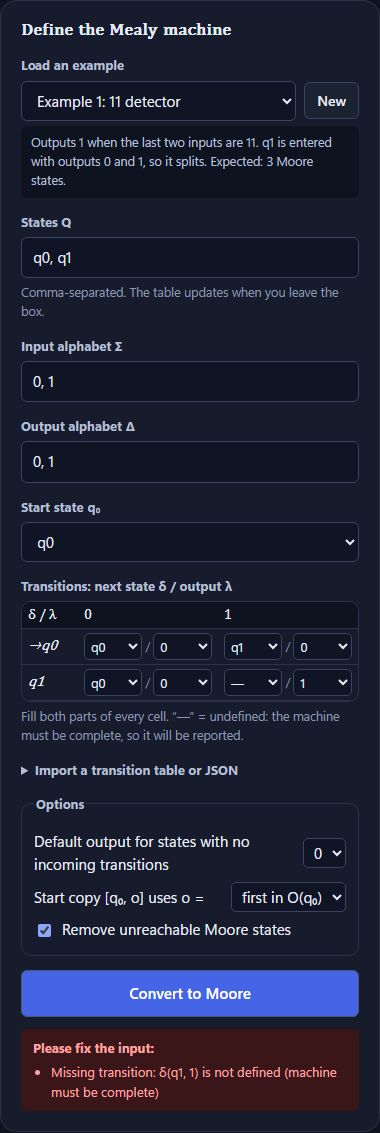 Define the Mealy machine
Load an example
Example 1: 11 detector
New
Outputs 1 when the last two inputs are 11. q1 is entered
with outputs 0 and 1, so it splits. Expected: 3 Moore
states.
States Q
q0, q1
Comma-separated. The table updates when you leave the
box.
Input alphabet Σ
0, 1
Output alphabet Δ
0, 1
Start state q₀
q0
Transitions: next state δ / output λ
δ / λ 0 1
→q0 q0 / 0 q1 / 0
q1 q0 / 0 — / 1
Fill both parts of every cell. “—” = undefined: the machine
must be complete, so it will be reported.
Import a transition table or JSON
Options
Default output for states with no
incoming transitions
0
Start copy [q₀, o] uses o = first in O(q₀)
Remove unreachable Moore states
Convert to Moore
Please fix the input:
• Missing transition: δ(q1, 1) is not defined (machine
must be complete)